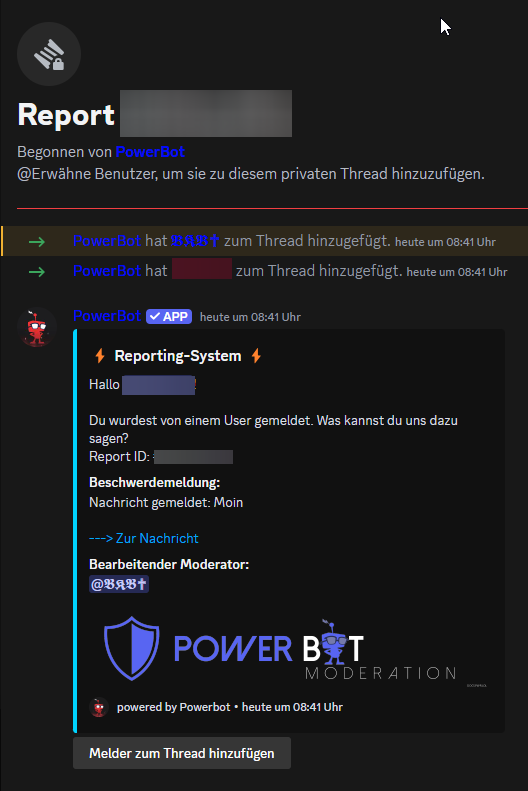 Report
Begonnen von PowerBot
@Erwähne Benutzer, um sie zu diesem privaten Thread hinzuzufügen.
PowerBot hat 𝕭𝕬𝕭✝ zum Thread hinzugefügt. heute um 08:41 Uhr
PowerBot hat zum Thread hinzugefügt. heute um 08:41 Uhr
PowerBot APP heute um 08:41 Uhr
Reporting-System
Hallo
Du wurdest von einem User gemeldet. Was kannst du uns dazu
sagen?
Report ID:
Beschwerdemeldung:
Nachricht gemeldet: Moin
---> Zur Nachricht
Bearbeitender Moderator:
@𝕭𝕬𝕭✝
POWER BOT
MODERATION
powered by Powerbot • heute um 08:41 Uhr
Melder zum Thread hinzufügen